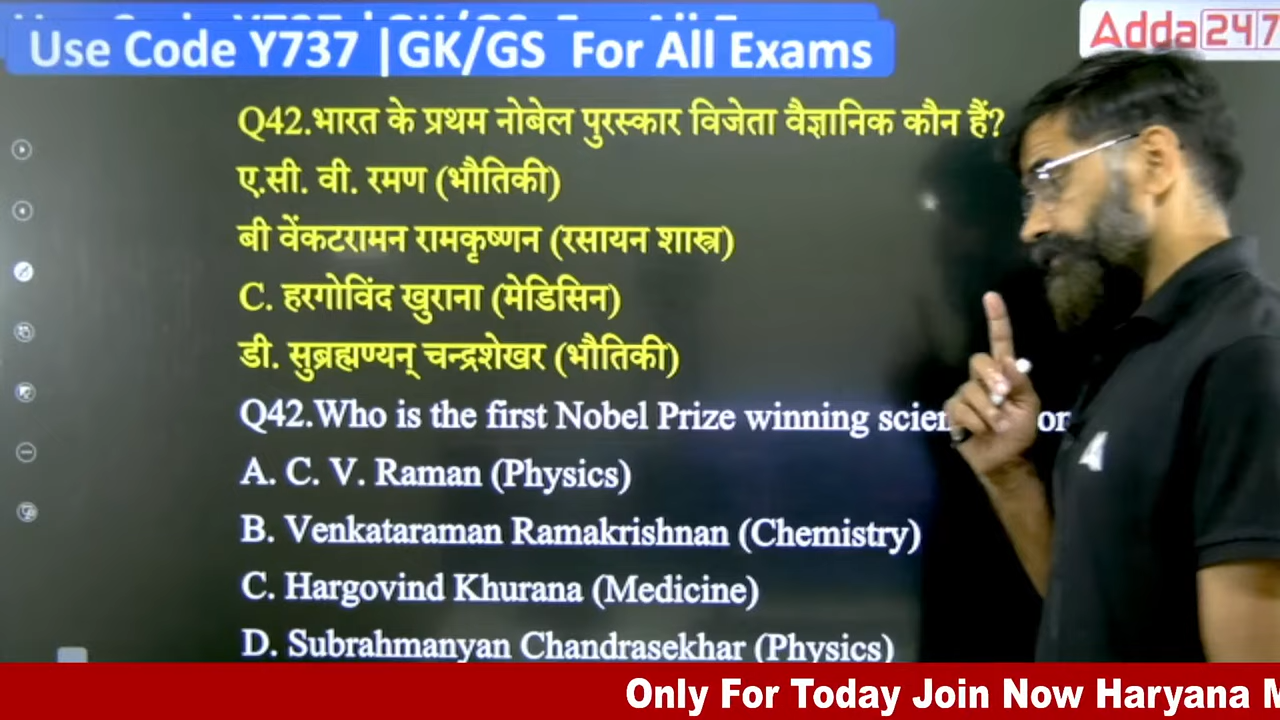 Use Code Y737 | GK/GS For All Exams
Adda 247
Q42.भारत के प्रथम नोबेल पुरस्कार विजेता वैज्ञानिक कौन हैं?
ए.सी. वी. रमण (भौतिकी)
बी वेंकटरामन रामकृष्णन (रसायन शास्त्र)
C. हरगोविंद खुराना (मेडिसिन)
डी. सुब्रह्मण्यन् चन्द्रशेखर (भौतिकी)
Q42.Who is the first Nobel Prize winning
A. C. V. Raman (Physics)
B. Venkataraman Ramakrishnan (Chemistry)
C. Hargovind Khurana (Medicine)
D. Subrahmanyan Chandrasekhar (Physics)
Only For Today Join Now Haryana